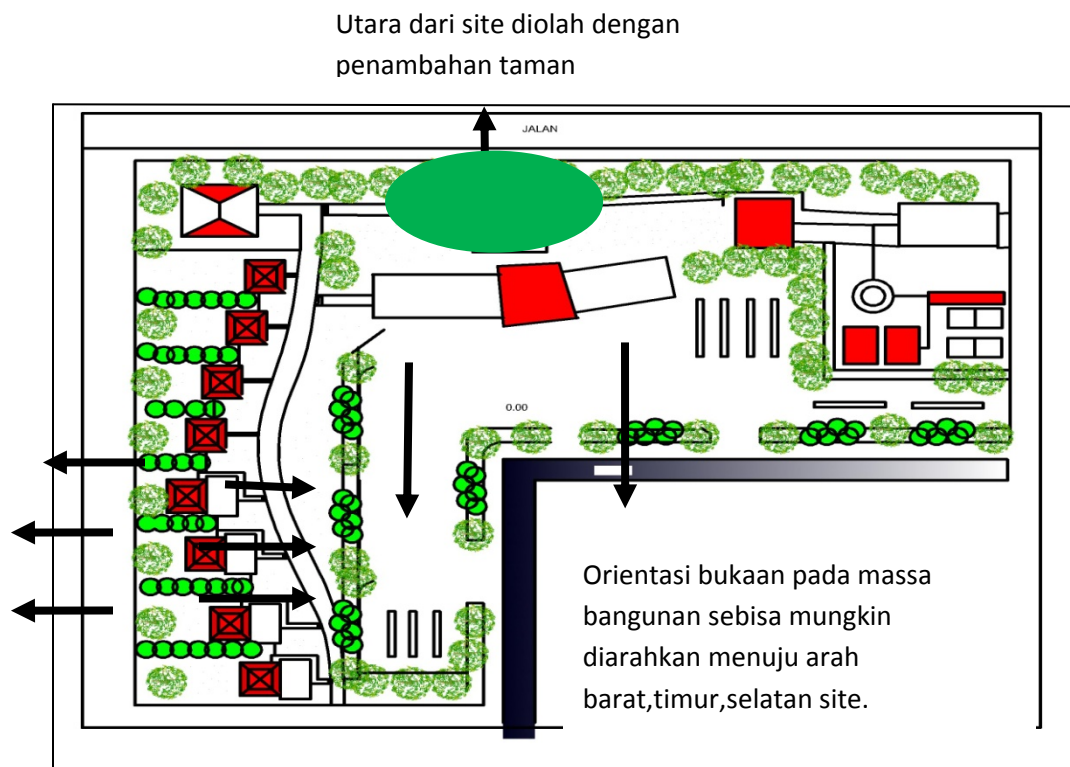 Utara dari site diolah dengan
penambahan taman
JALAN
0.00
Orientasi bukaan pada massa
bangunan sebisa mungkin
diarahkan menuju arah
barat,timur,selatan site.